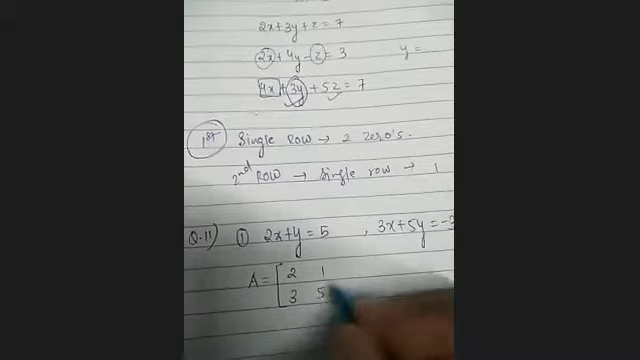 2x+3y+z=7
2x+4y-z=3 y=
4x+3y+5z=7
1st Single Row → 2 zero's.
2nd Row → single row → 1
Q.11) ① 2x+y=5 , 3x+5y=-3
A = [ 2 1
3 5